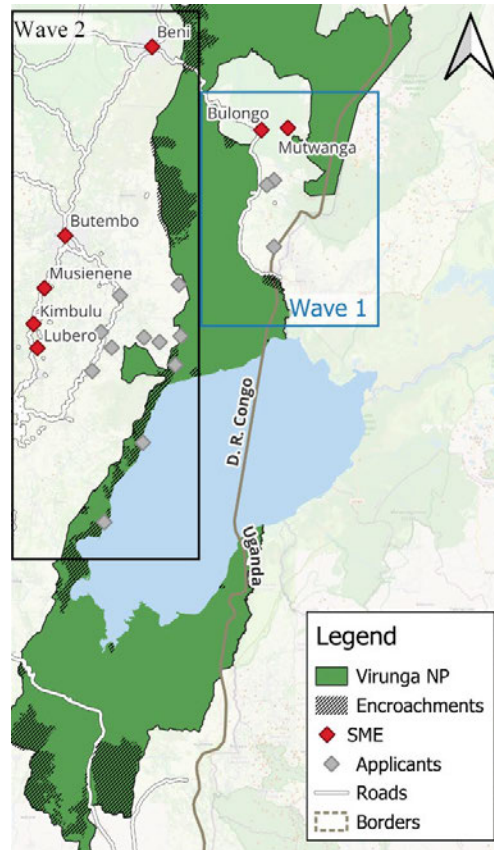 Wave 2
Beni
Bulongo
Mutwanga
Butembo
Musienene
Kimbulu
Lubero
Wave 1
D. R. Congo
Uganda
Legend
Virunga NP
Encroachments
SME
Applicants
Roads
Borders